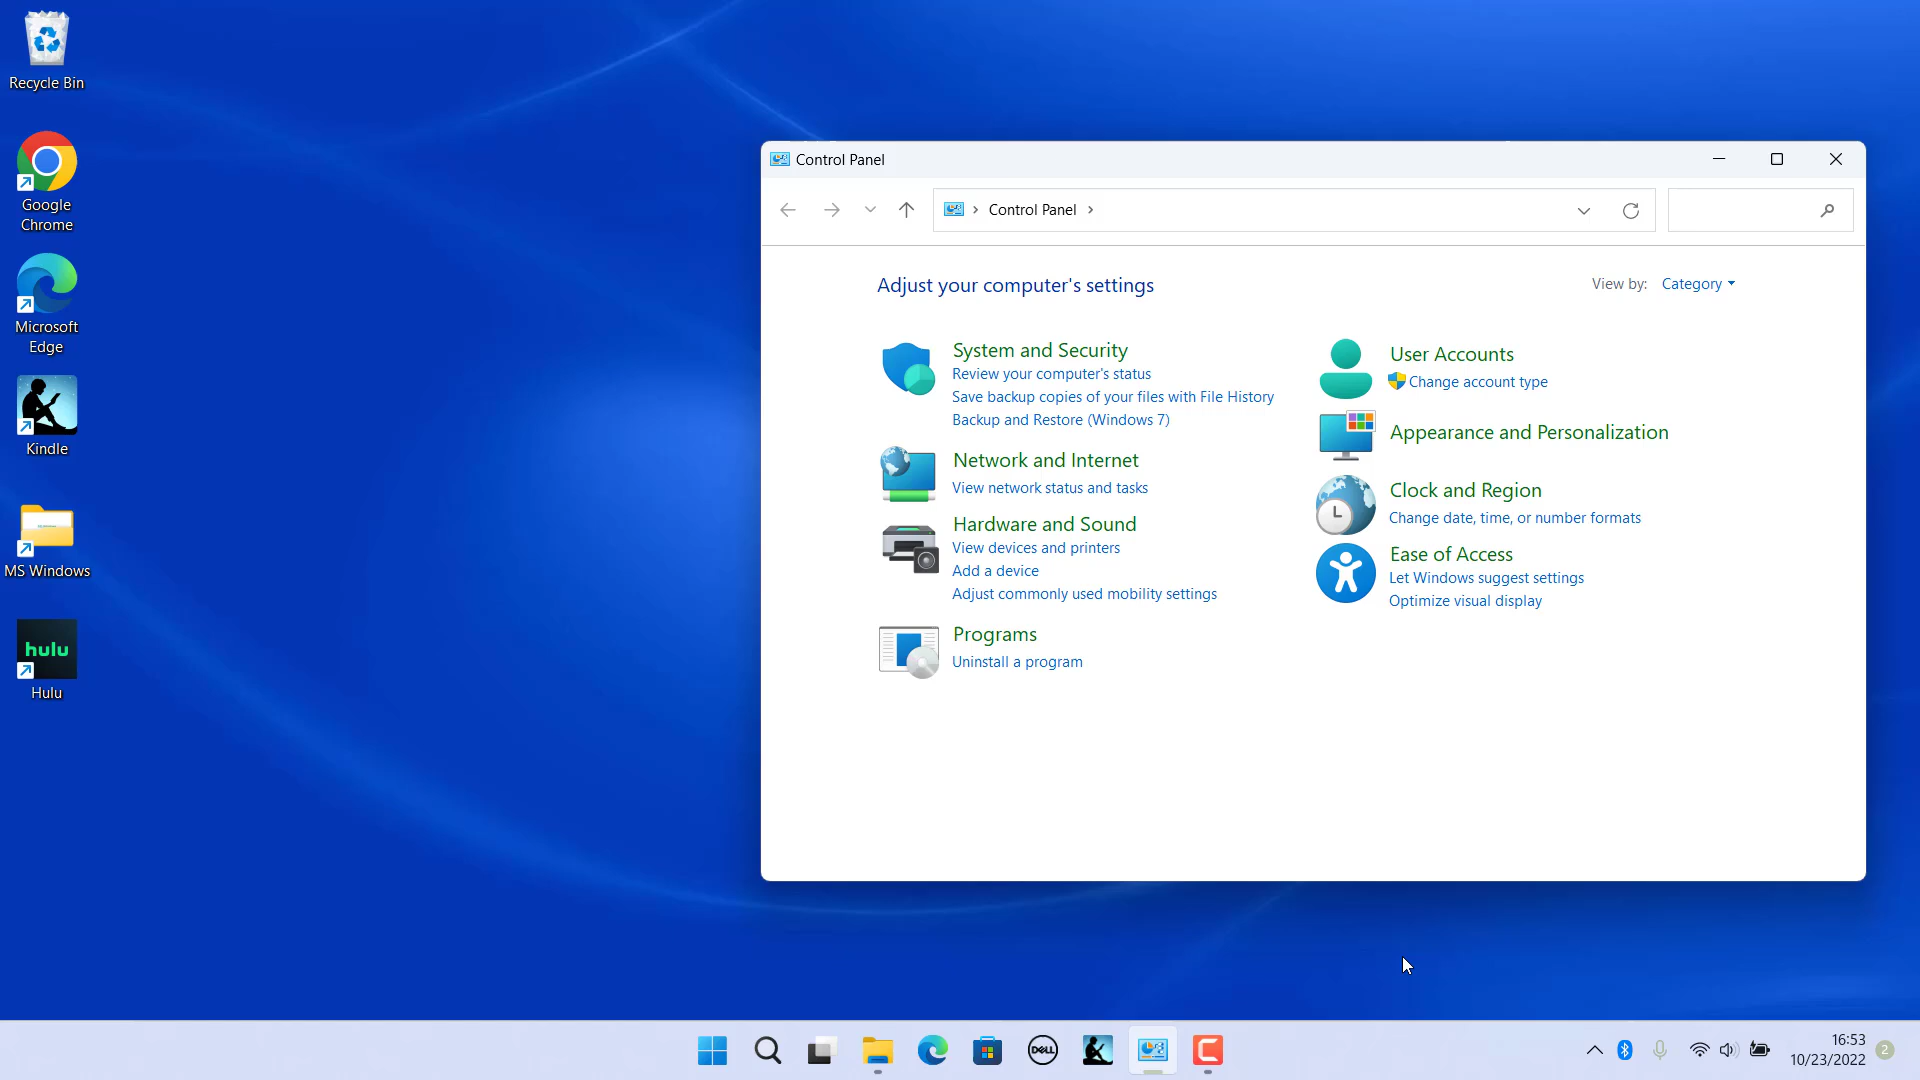 Recycle Bin
Google
Chrome
Microsoft
Edge
Kindle
MS Windows
hulu
Hulu
Control Panel
Control Panel
Adjust your computer's settings
View by: Category
System and Security
Review your computer's status
Save backup copies of your files with File History
Backup and Restore (Windows 7)
Network and Internet
View network status and tasks
Hardware and Sound
View devices and printers
Add a device
Adjust commonly used mobility settings
Programs
Uninstall a program
User Accounts
Change account type
Appearance and Personalization
Clock and Region
Change date, time, or number formats
Ease of Access
Let Windows suggest settings
Optimize visual display
DELL
16:53
10/23/2022
2